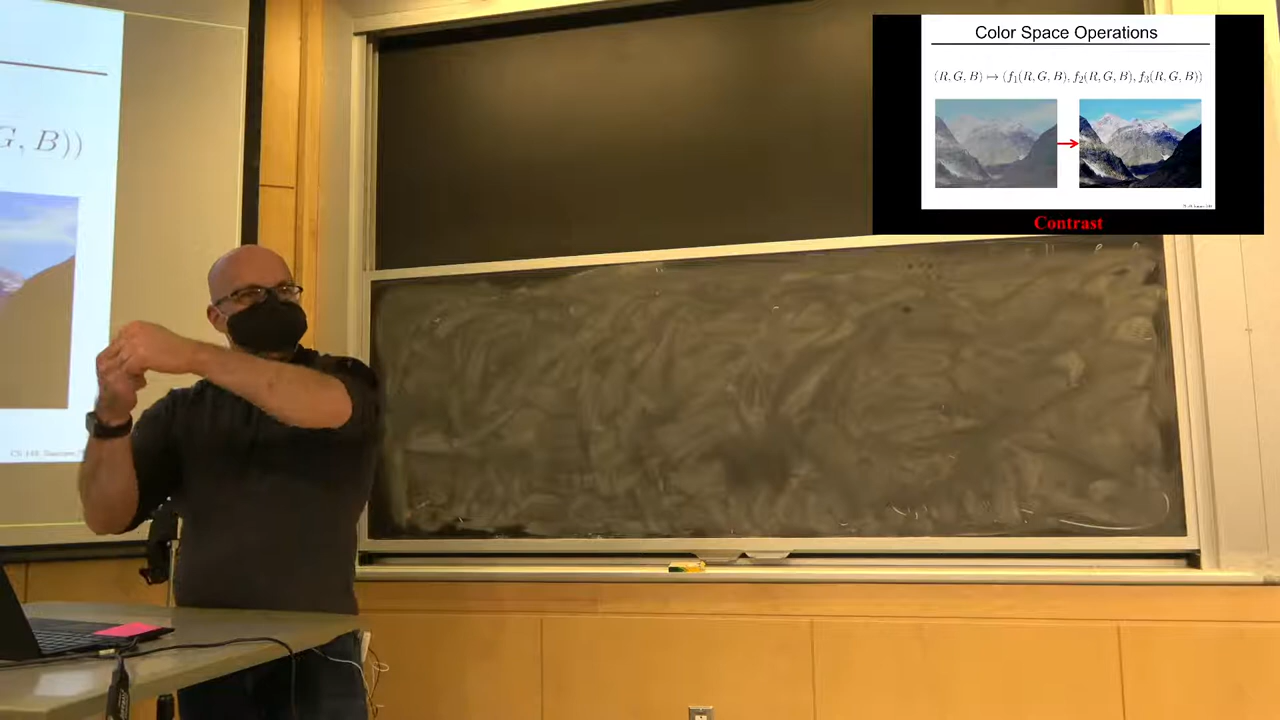 G, B))
Color Space Operations
(R, G, B) ↦ (f₁(R, G, B), f₂(R, G, B), f₃(R, G, B))
Contrast